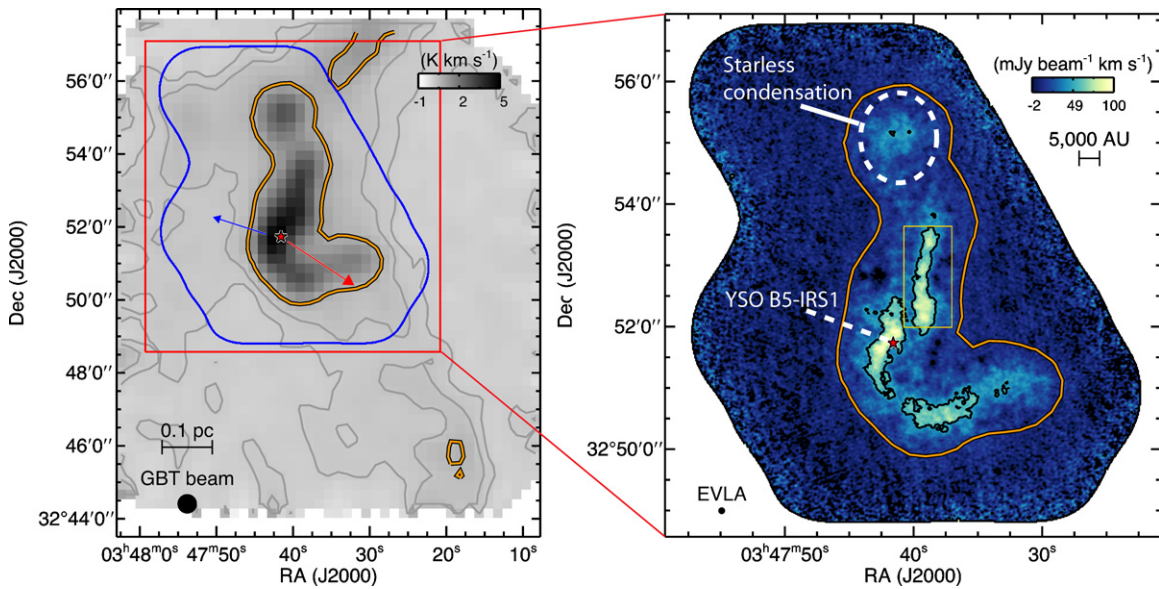 (K km s⁻¹)
-1 2 5
56'0''
54'0''
52'0''
50'0''
48'0''
46'0''
32°44'0''
Dec (J2000)
0.1 pc
GBT beam
03ʰ48ᵐ0ˢ 47ᵐ50ˢ 40ˢ 30ˢ 20ˢ 10ˢ
RA (J2000)
Starless
condensation
(mJy beam⁻¹ km s⁻¹)
-2 49 100
5,000 AU
YSO B5-IRS1
56'0''
54'0''
52'0''
32°50'0''
Dec (J2000)
EVLA
03ʰ47ᵐ50ˢ 40ˢ 30ˢ
RA (J2000)